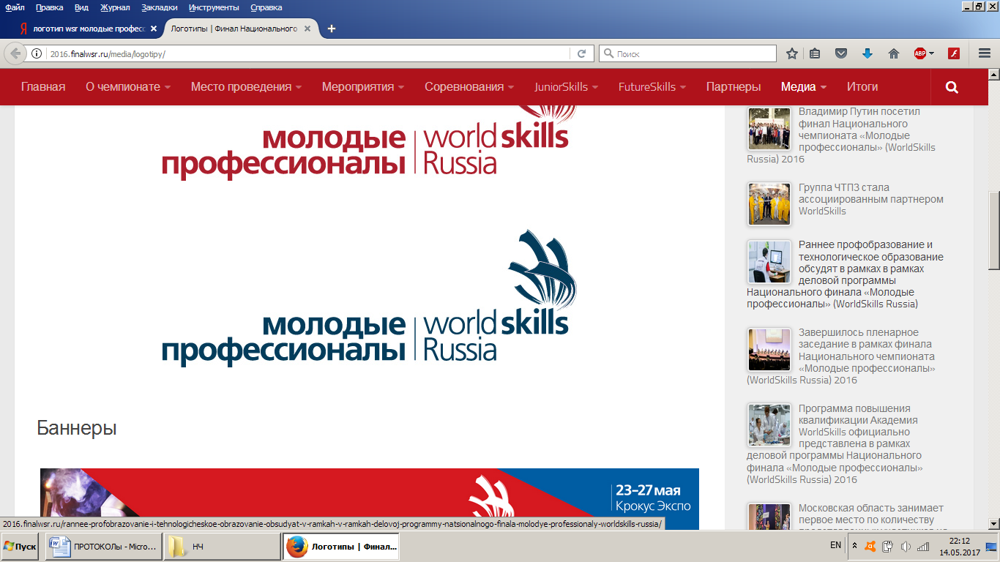 Файл Правка Вид Журнал Закладки Инструменты Справка
логотип wsr молодые професс
Логотипы | Финал Национального
2016.finalwsr.ru/media/logotipy/
Поиск
ABP
Главная О чемпионате Место проведения Мероприятия Соревнования JuniorSkills FutureSkills Партнеры Медиа Итоги
молодые
профессионалы
world skills
Russia
молодые
профессионалы
world skills
Russia
Баннеры
23–27 мая
Крокус Экспо
Владимир Путин посетил
финал Национального
чемпионата «Молодые
профессионалы» (WorldSkills
Russia) 2016
Группа ЧТПЗ стала
ассоциированным партнером
WorldSkills
Раннее профобразование и
технологическое образование
обсудят в рамках в рамках
деловой программы
Национального финала «Молодые
профессионалы» (WorldSkills Russia)
Завершилось пленарное
заседание в рамках финала
Национального чемпионата
«Молодые профессионалы»
(WorldSkills Russia) 2016
Программа повышения
квалификации Академия
WorldSkills официально
представлена в рамках
деловой программы Национального
финала «Молодые профессионалы»
(WorldSkills Russia) 2016
Московская область занимает
первое место по количеству
2016.finalwsr.ru/rannee-profobrazovanie-i-tehnologicheskoe-obrazovanie-obsudyat-v-ramkah-v-ramkah-delovoj-programmy-natsionalnogo-finala-molodye-professionaly-worldskills-russia/
Пуск
ПРОТОКОЛы - Micro...
НЧ
Логотипы | Финал...
EN
22:12
14.05.2017